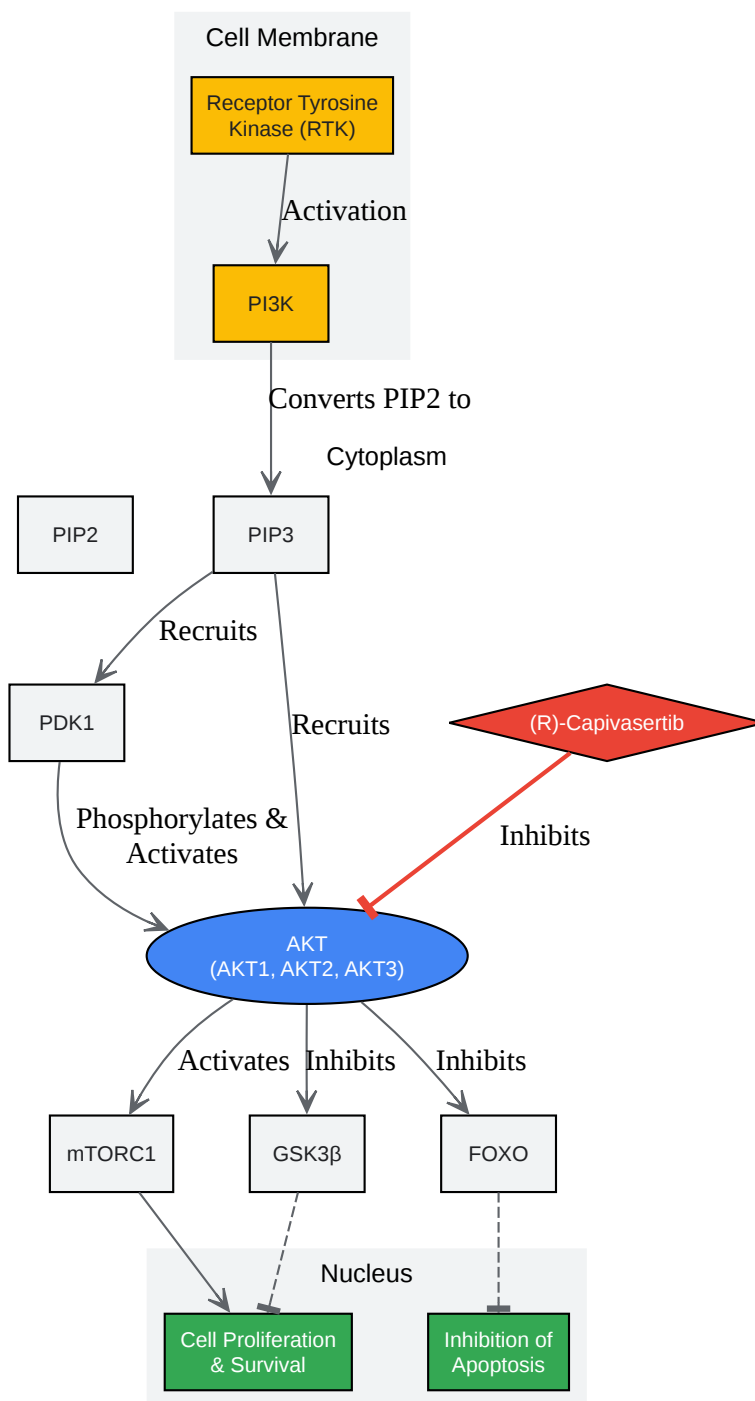 Cell Membrane
Receptor Tyrosine
Kinase (RTK)
Activation
PI3K
Converts PIP2 to
Cytoplasm
PIP2
PIP3
Recruits
PDK1
Recruits
(R)-Capivasertib
Phosphorylates &
Activates
Inhibits
AKT
(AKT1, AKT2, AKT3)
Activates
Inhibits
Inhibits
mTORC1
GSK3β
FOXO
Nucleus
Cell Proliferation
& Survival
Inhibition of
Apoptosis